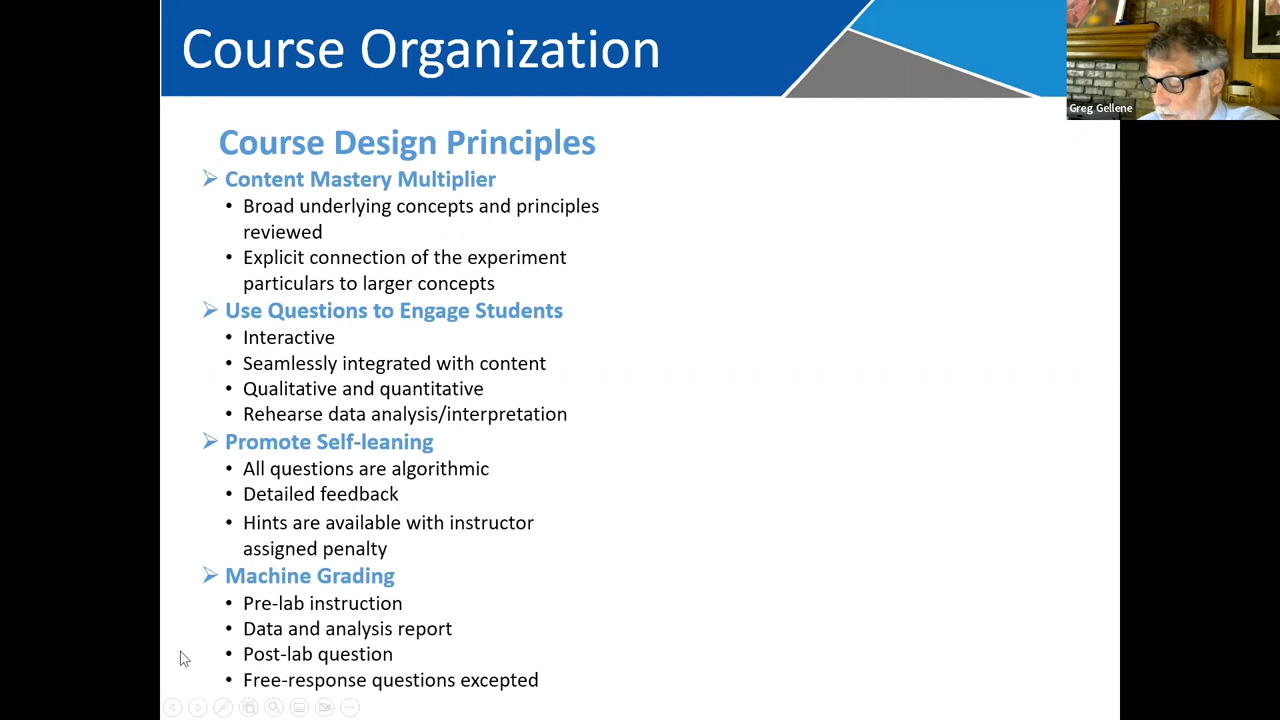 Course Organization
Greg Gellene
Course Design Principles
Content Mastery Multiplier
• Broad underlying concepts and principles
reviewed
• Explicit connection of the experiment
particulars to larger concepts
Use Questions to Engage Students
• Interactive
• Seamlessly integrated with content
• Qualitative and quantitative
• Rehearse data analysis/interpretation
Promote Self-leaning
• All questions are algorithmic
• Detailed feedback
• Hints are available with instructor
assigned penalty
Machine Grading
• Pre-lab instruction
• Data and analysis report
• Post-lab question
• Free-response questions excepted